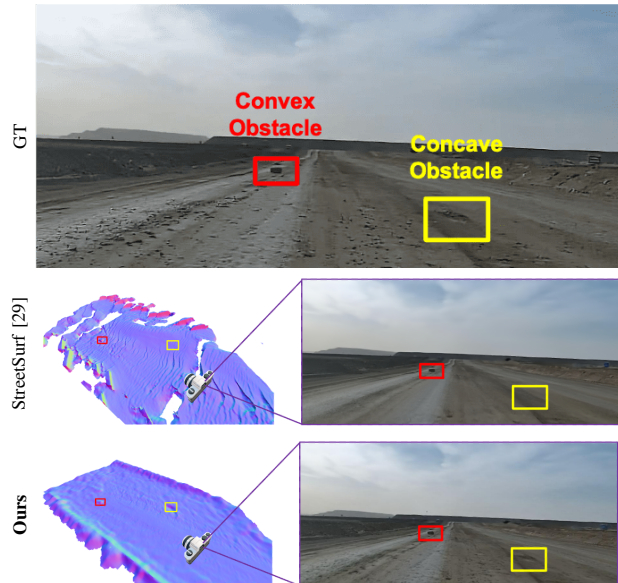 GT
Convex
Obstacle
Concave
Obstacle
StreetSurf [29]
Ours